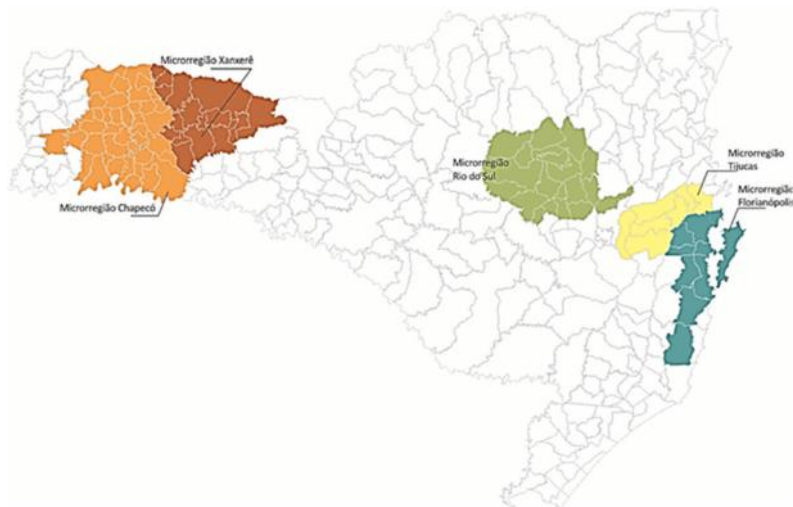 Microrregião Xanxerê
Microrregião
Tijucas
Microrregião
Rio do Sul
Microrregião
Florianópolis
Microrregião Chapecó